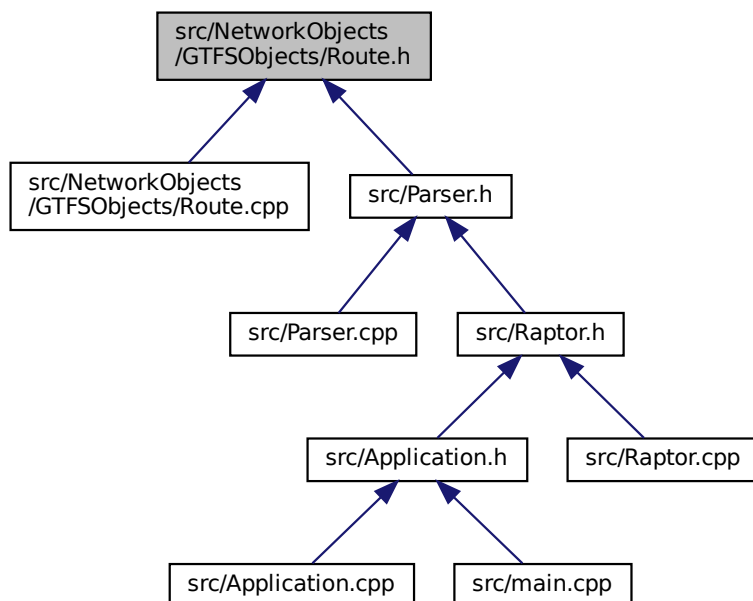 src/NetworkObjects
/GTFSObjects/Route.h
src/NetworkObjects
/GTFSObjects/Route.cpp
src/Parser.h
src/Parser.cpp
src/Raptor.h
src/Application.h
src/Raptor.cpp
src/Application.cpp
src/main.cpp